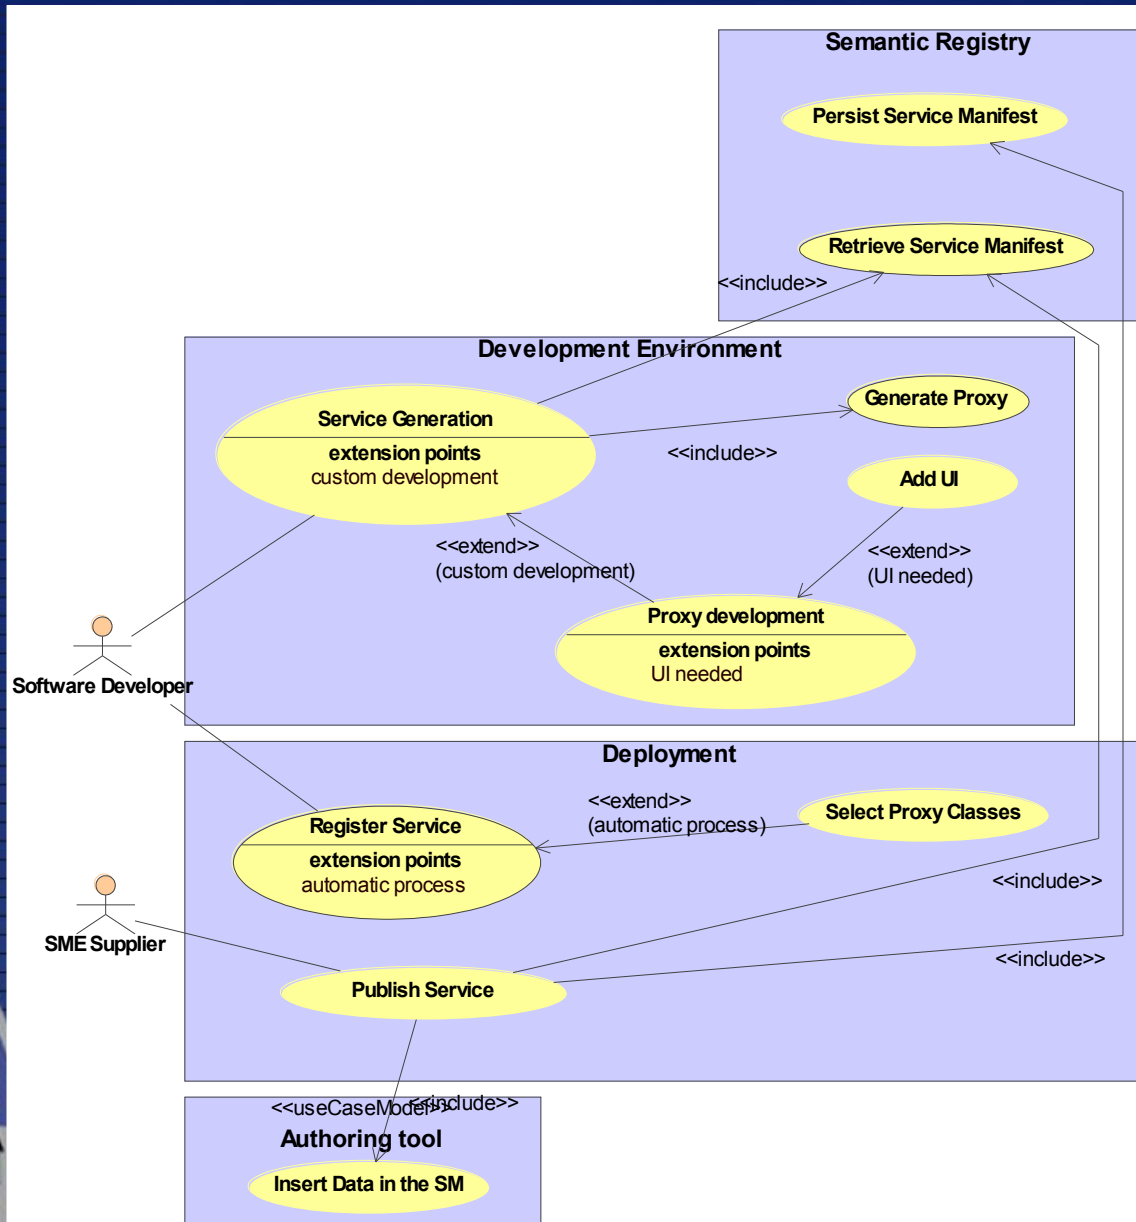 Semantic Registry
Persist Service Manifest
Retrieve Service Manifest
<<include>>
Development Environment
Generate Proxy
Service Generation
extension points
custom development
<<include>>
Add UI
<<extend>>
(custom development)
<<extend>>
(UI needed)
Proxy development
extension points
UI needed
Software Developer
Deployment
<<extend>>
(automatic process)
Select Proxy Classes
Register Service
extension points
automatic process
<<include>>
SME Supplier
<<include>>
Publish Service
<<useCaseModel>>
<<include>>
Authoring tool
Insert Data in the SM